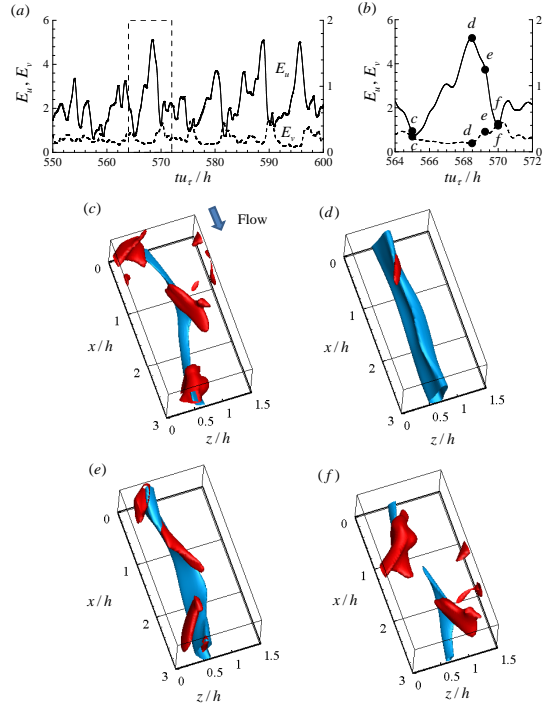 (a)
6
4
2
0
2
1
0
E_u, E_v
E_u
E_v
550
560
570
580
590
600
tu_τ/h
(b)
6
4
2
0
2
1
0
d
e
c
f
c
d
e
f
564
566
568
570
572
tu_τ/h
(c)
Flow
0
1
2
3
x/h
0
0.5
1
1.5
z/h
(d)
0
1
2
3
x/h
0
0.5
1
1.5
z/h
(e)
0
1
2
3
x/h
0
0.5
1
1.5
z/h
(f)
0
1
2
3
x/h
0
0.5
1
1.5
z/h